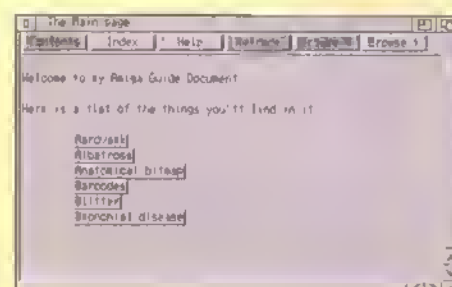 The Main page
Contents Index Help Retrace Browse
Welcome to my Amiga Guide Document
Here is a list of the things you'll find in it
Aardvark
Albatross
Anatomical bitmap
Barcodes
Blitter
Bronchial disease